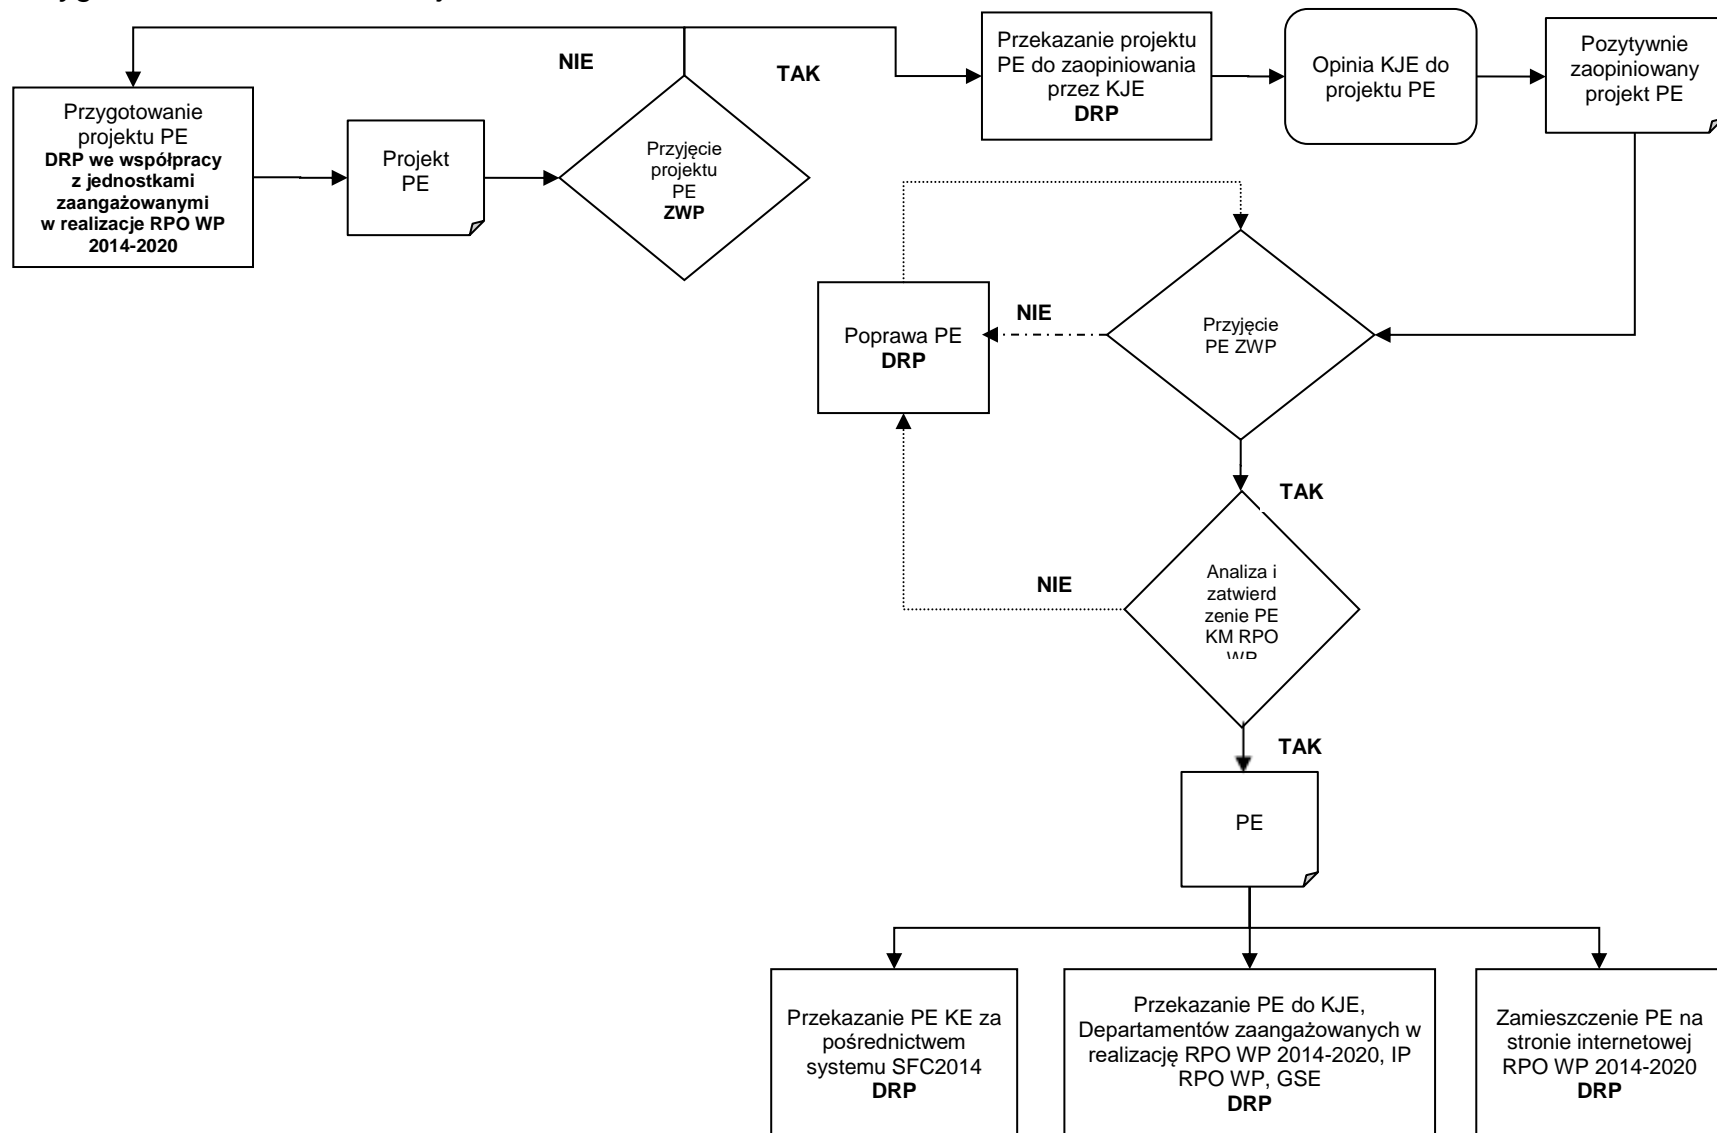 NIE
TAK
Przygotowanie
projektu PE
DRP we współpracy
z jednostkami
zaangażowanymi
w realizacje RPO WP
2014-2020
Projekt
PE
Przyjęcie
projektu
PE
ZWP
Przekazanie projektu
PE do zaopiniowania
przez KJE
DRP
Opinia KJE do
projektu PE
Pozytywnie
zaopiniowany
projekt PE
Poprawa PE
DRP
NIE
Przyjęcie
PE ZWP
TAK
NIE
Analiza i
zatwierd
zenie PE
KM RPO
WP
TAK
PE
Przekazanie PE KE za
pośrednictwem
systemu SFC2014
DRP
Przekazanie PE do KJE,
Departamentów zaangażowanych w
realizację RPO WP 2014-2020, IP
RPO WP, GSE
DRP
Zamieszczenie PE na
stronie internetowej
RPO WP 2014-2020
DRP